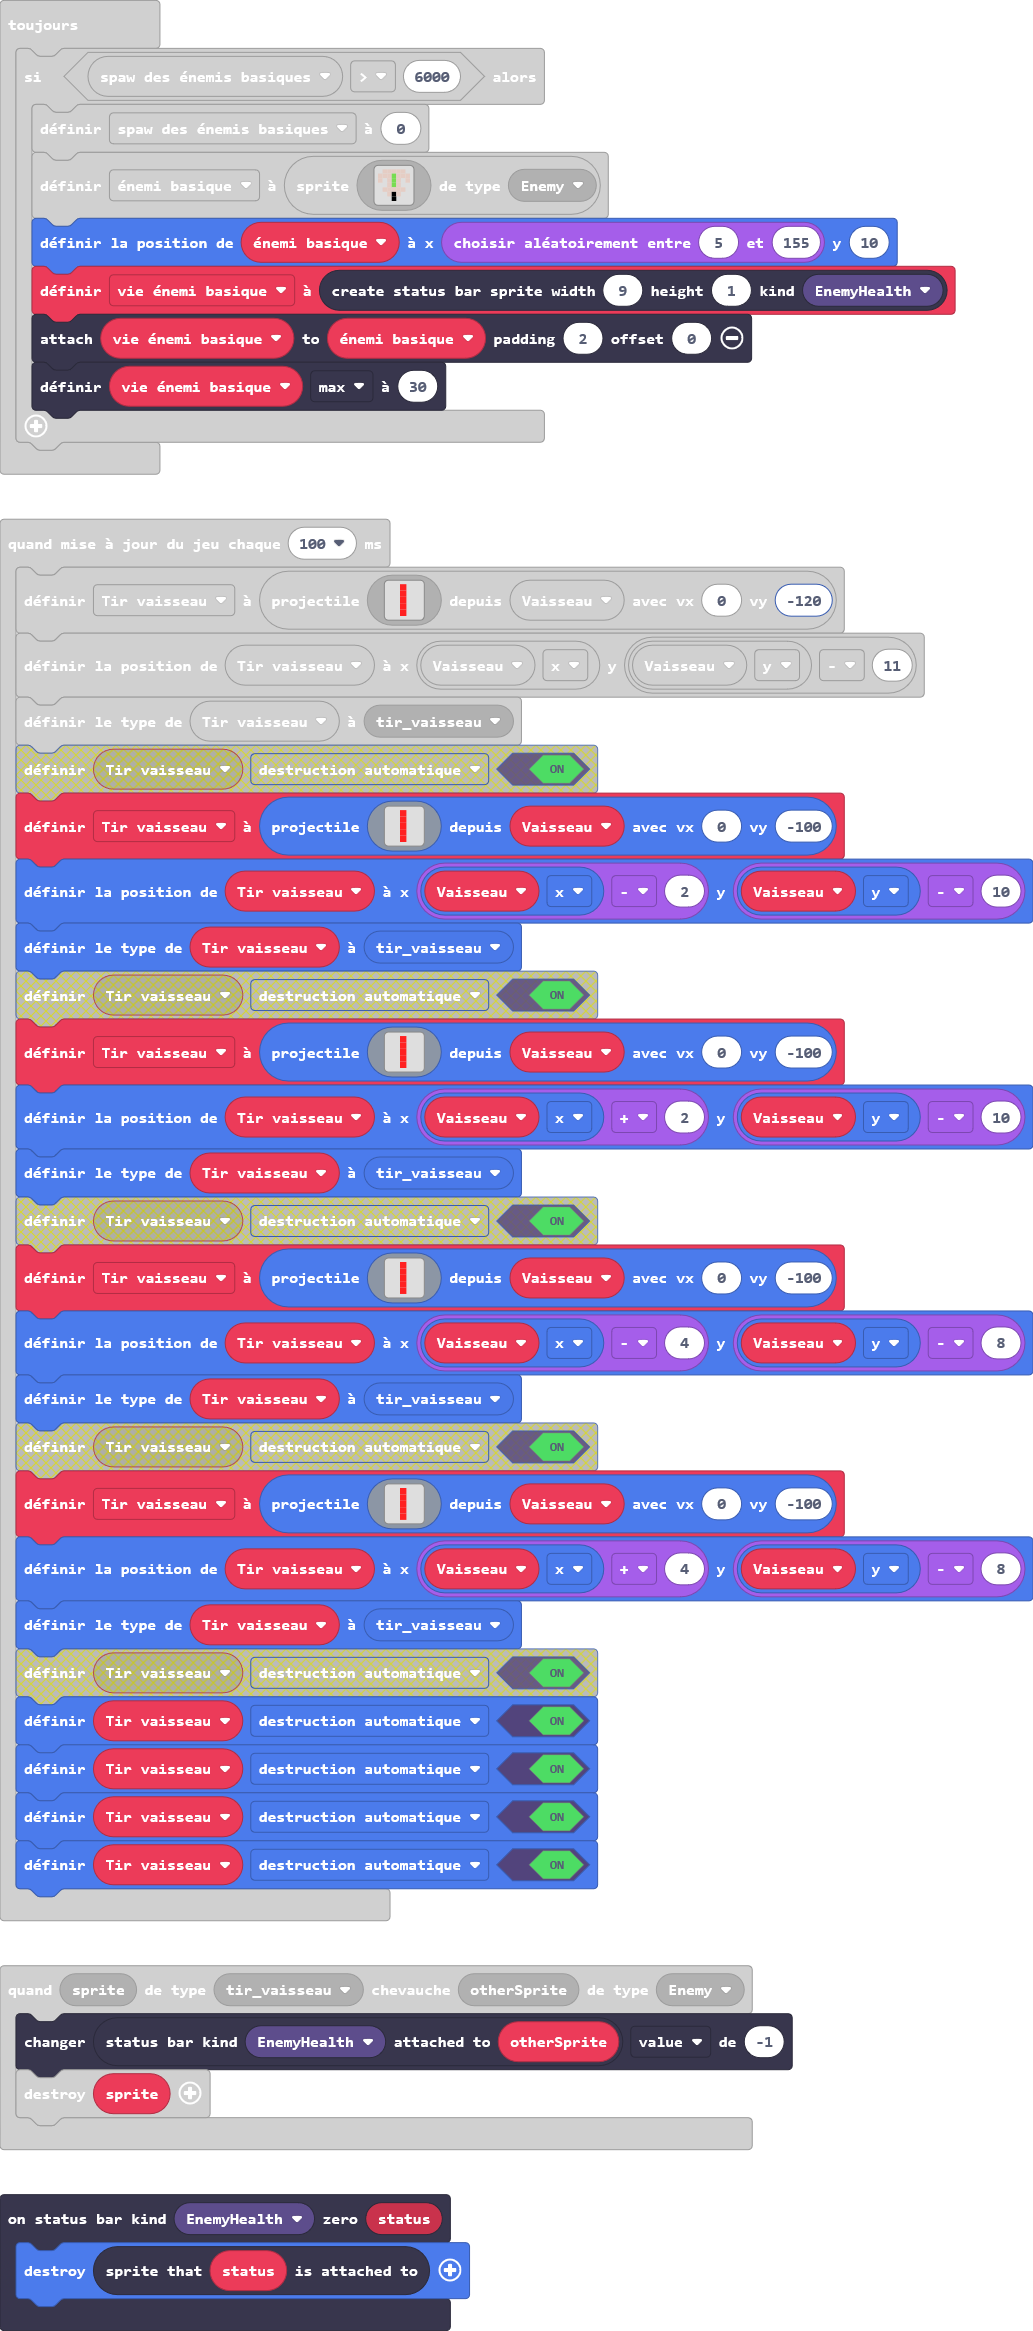 toujours
si spaw des énemis basiques > 6000 alors
définir spaw des énemis basiques à 0
définir énemi basique à sprite de type Enemy
définir la position de énemi basique à x choisir aléatoirement entre 5 et 155 y 10
définir vie énemi basique à create status bar sprite width 9 height 1 kind EnemyHealth
attach vie énemi basique to énemi basique padding 2 offset 0
définir vie énemi basique max à 30
quand mise à jour du jeu chaque 100 ms
définir Tir vaisseau à projectile depuis Vaisseau avec vx 0 vy -120
définir la position de Tir vaisseau à x Vaisseau x y Vaisseau y - 11
définir le type de Tir vaisseau à tir_vaisseau
définir Tir vaisseau destruction automatique ON
définir Tir vaisseau à projectile depuis Vaisseau avec vx 0 vy -100
définir la position de Tir vaisseau à x Vaisseau x - 2 y Vaisseau y - 10
définir le type de Tir vaisseau à tir_vaisseau
définir Tir vaisseau destruction automatique ON
définir Tir vaisseau à projectile depuis Vaisseau avec vx 0 vy -100
définir la position de Tir vaisseau à x Vaisseau x + 2 y Vaisseau y - 10
définir le type de Tir vaisseau à tir_vaisseau
définir Tir vaisseau destruction automatique ON
définir Tir vaisseau à projectile depuis Vaisseau avec vx 0 vy -100
définir la position de Tir vaisseau à x Vaisseau x - 4 y Vaisseau y - 8
définir le type de Tir vaisseau à tir_vaisseau
définir Tir vaisseau destruction automatique ON
définir Tir vaisseau à projectile depuis Vaisseau avec vx 0 vy -100
définir la position de Tir vaisseau à x Vaisseau x + 4 y Vaisseau y - 8
définir le type de Tir vaisseau à tir_vaisseau
définir Tir vaisseau destruction automatique ON
définir Tir vaisseau destruction automatique ON
définir Tir vaisseau destruction automatique ON
définir Tir vaisseau destruction automatique ON
définir Tir vaisseau destruction automatique ON
quand sprite de type tir_vaisseau chevauche otherSprite de type Enemy
changer status bar kind EnemyHealth attached to otherSprite value de -1
destroy sprite
on status bar kind EnemyHealth zero status
destroy sprite that status is attached to